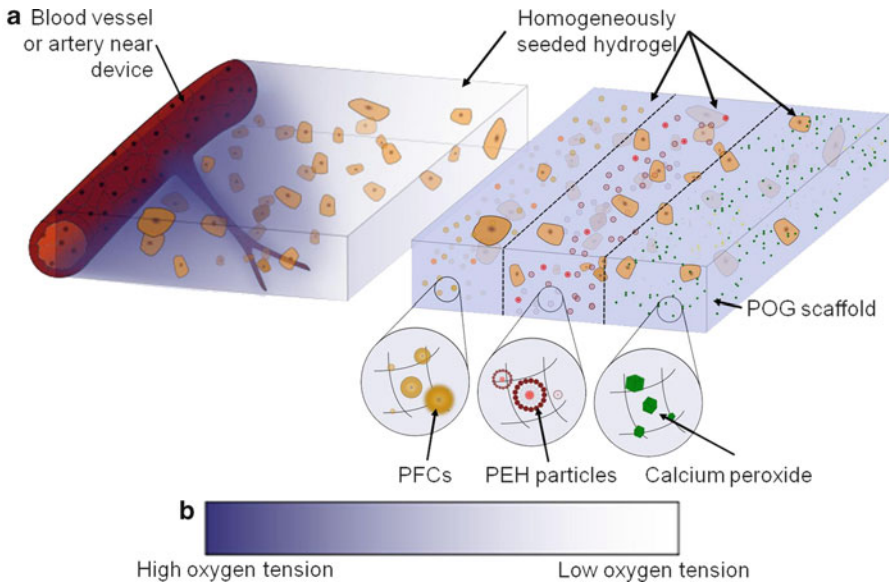 a
Blood vessel
or artery near
device
Homogeneously
seeded hydrogel
POG scaffold
PFCs
PEH particles
Calcium peroxide
b
High oxygen tension
Low oxygen tension